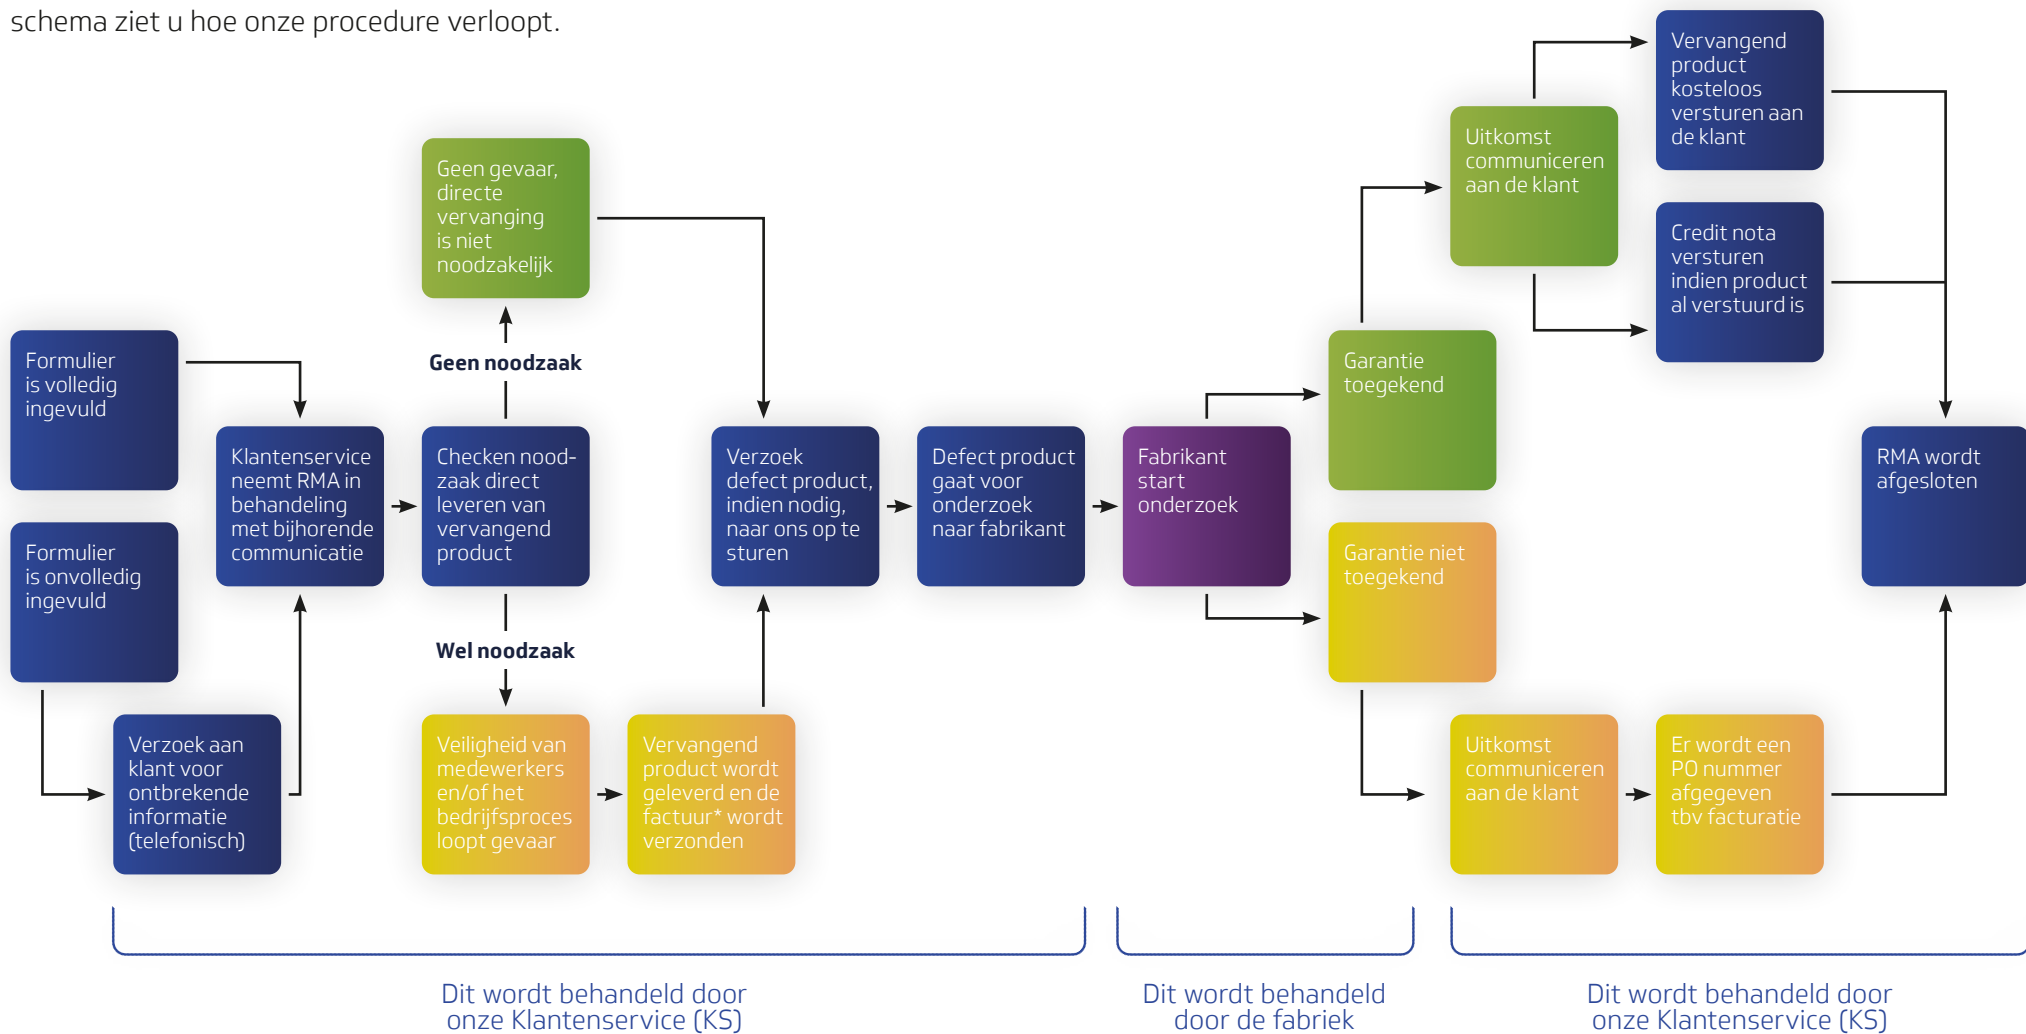 schema ziet u hoe onze procedure verloopt.
Formulier
is volledig
ingevuld
Formulier
is onvolledig
ingevuld
Verzoek aan
klant voor
ontbrekende
informatie
(telefonisch)
Klantenservice
neemt RMA in
behandeling
met bijhorende
communicatie
Geen gevaar,
directe
vervanging
is niet
noodzakelijk
Geen noodzaak
Checken nood-
zaak direct
leveren van
vervangend
product
Wel noodzaak
Veiligheid van
medewerkers
en/of het
bedrijfsproces
loopt gevaar
Vervangend
product wordt
geleverd en de
factuur* wordt
verzonden
Verzoek
defect product,
indien nodig,
naar ons op te
sturen
Defect product
gaat voor
onderzoek
naar fabrikant
Fabrikant
start
onderzoek
Garantie
toegekend
Garantie niet
toegekend
Uitkomst
communiceren
aan de klant
Vervangend
product
kosteloos
versturen aan
de klant
Credit nota
versturen
indien product
al verstuurd is
Uitkomst
communiceren
aan de klant
Er wordt een
PO nummer
afgegeven
tbv facturatie
RMA wordt
afgesloten
Dit wordt behandeld door
onze Klantenservice (KS)
Dit wordt behandeld
door de fabriek
Dit wordt behandeld door
onze Klantenservice (KS)